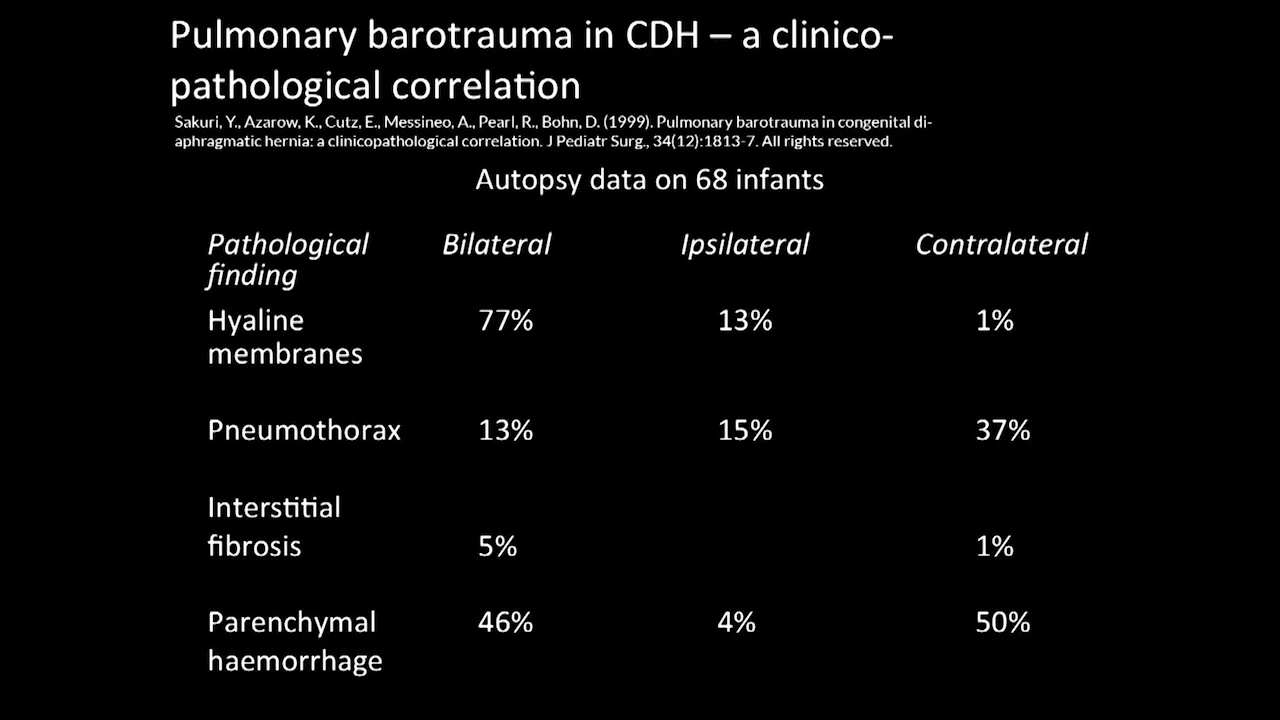 Pulmonary barotrauma in CDH – a clinico-
pathological correlation
Sakuri, Y., Azarow, K., Cutz, E., Messineo, A., Pearl, R., Bohn, D. (1999). Pulmonary barotrauma in congenital di-
aphragmatic hernia: a clinicopathological correlation. J Pediatr Surg., 34(12):1813-7. All rights reserved.
Autopsy data on 68 infants
Pathological finding Bilateral Ipsilateral Contralateral
Hyaline membranes 77% 13% 1%
Pneumothorax 13% 15% 37%
Interstitial fibrosis 5% 1%
Parenchymal haemorrhage 46% 4% 50%